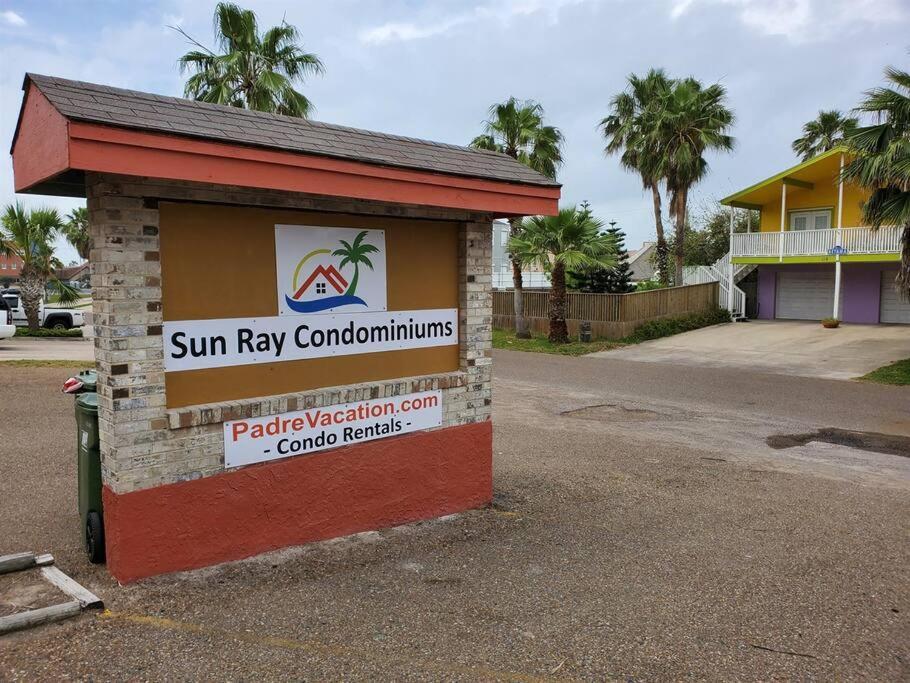 Sun Ray Condominiums
PadreVacation.com
- Condo Rentals -